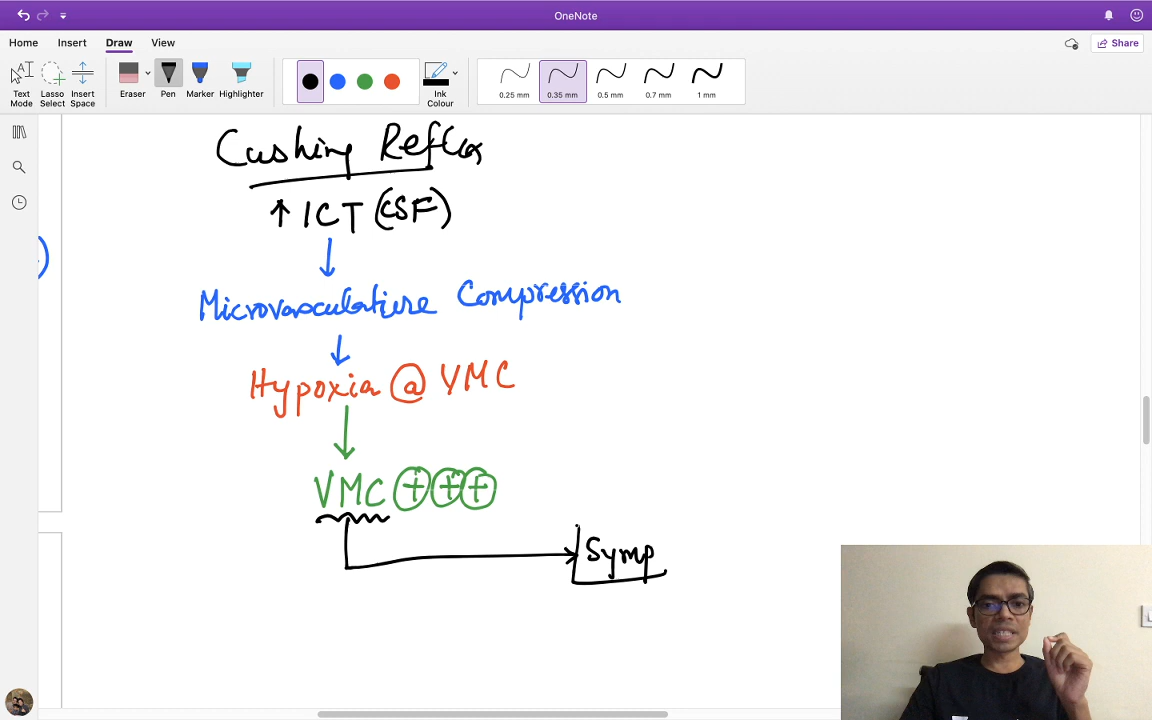 OneNote
Home Insert Draw View
Share
Text Mode
Lasso Select
Insert Space
Eraser
Pen
Marker
Highlighter
Ink Colour
0.25 mm
0.35 mm
0.5 mm
0.7 mm
1 mm
Cushing Reflex
↑ ICT (CSF)
↓
Microvasculature Compression
↓
Hypoxia @ VMC
↓
VMC + + +
Symp